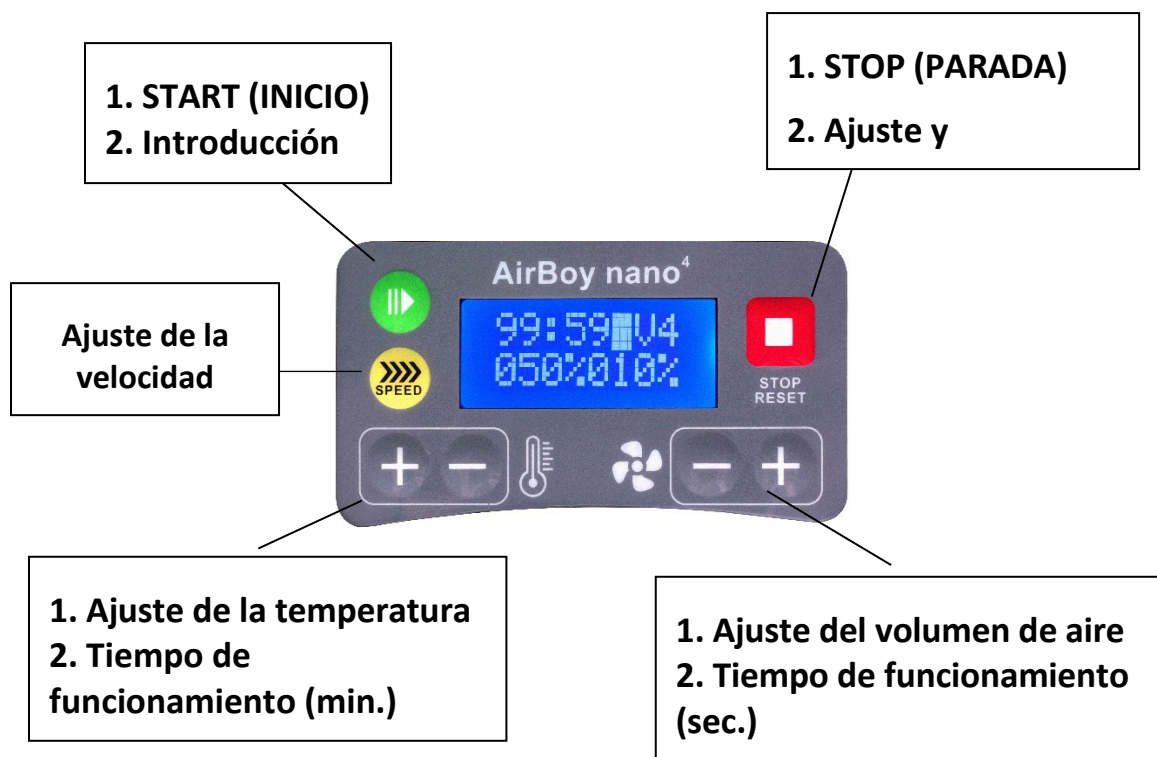 1. START (INICIO)
2. Introducción
1. STOP (PARADA)
2. Ajuste y
Ajuste de la
velocidad
AirBoy nano⁴
99:59 V4
050%010%
SPEED
STOP
RESET
1. Ajuste de la temperatura
2. Tiempo de
funcionamiento (min.)
1. Ajuste del volumen de aire
2. Tiempo de funcionamiento
(sec.)